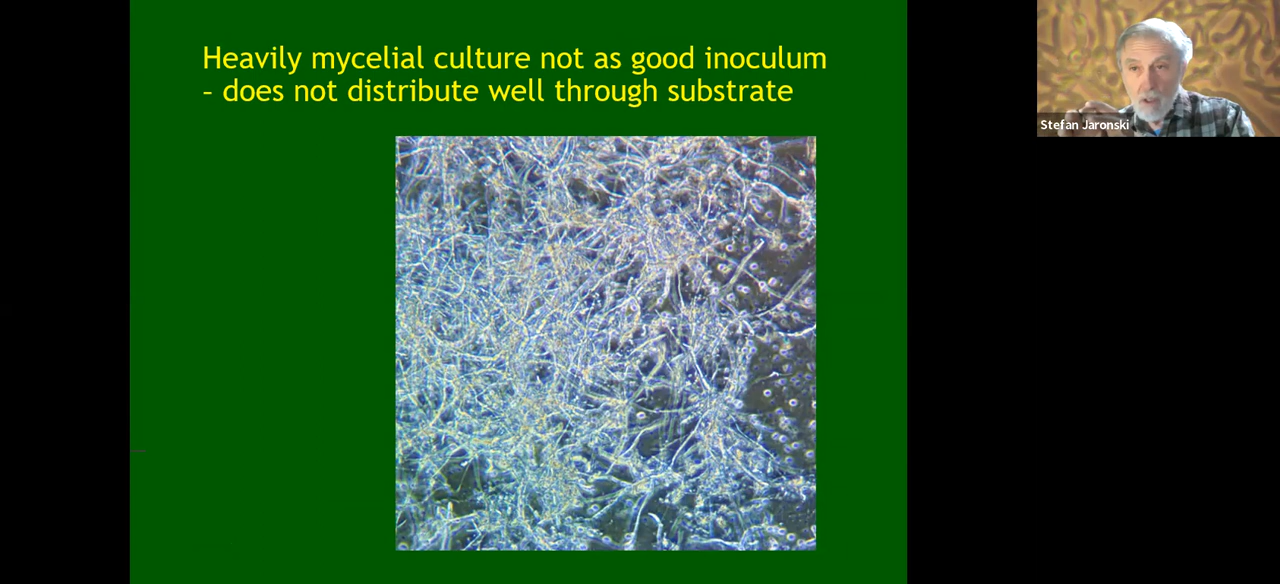 Heavily mycelial culture not as good inoculum
– does not distribute well through substrate
Stefan Jaronski